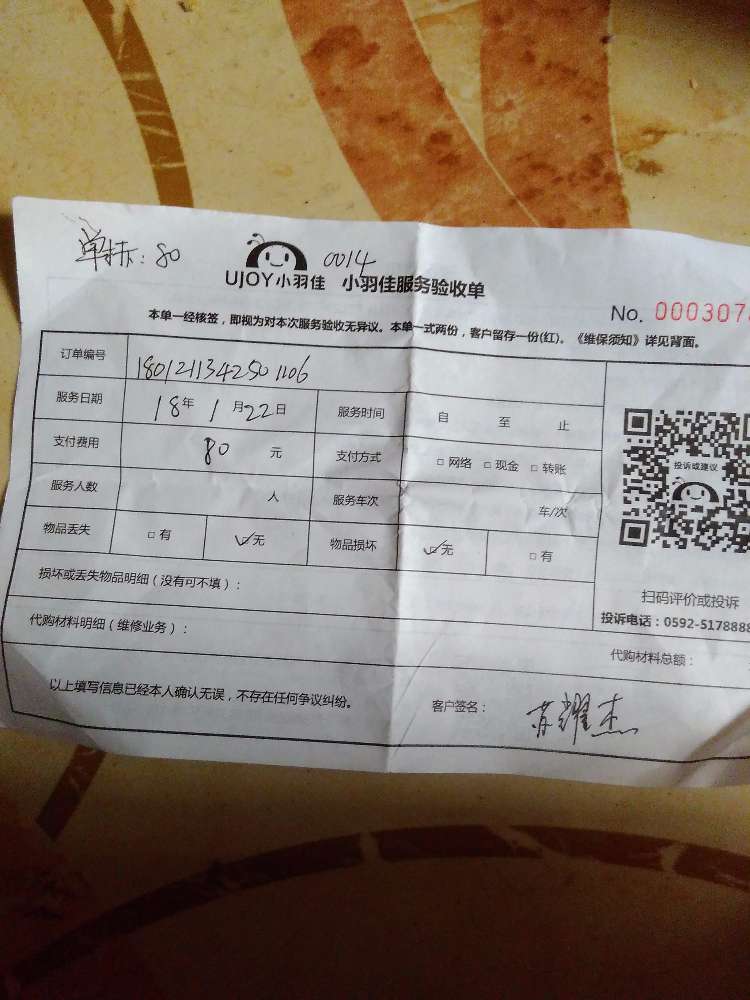 单标：80
0014
UJOY小羽佳 小羽佳服务验收单
No. 000307
本单一经核签，即视为对本次服务验收无异议。本单一式两份，客户留存一份(红)。《维保须知》详见背面。
订单编号 180121134250 1106
服务日期 18年1月22日 服务时间 自 至 止
支付费用 80 元 支付方式 □网络 □现金 □转账
服务人数 人 服务车次 车/次
物品丢失 □有 ☑无 物品损坏 ☑无 □有
投诉或建议
扫码评价或投诉
投诉电话：0592-5178888
损坏或丢失物品明细（没有可不填）：
代购材料明细（维修业务）：
代购材料总额：
以上填写信息已经本人确认无误，不存在任何争议纠纷。
客户签名： 苏耀杰